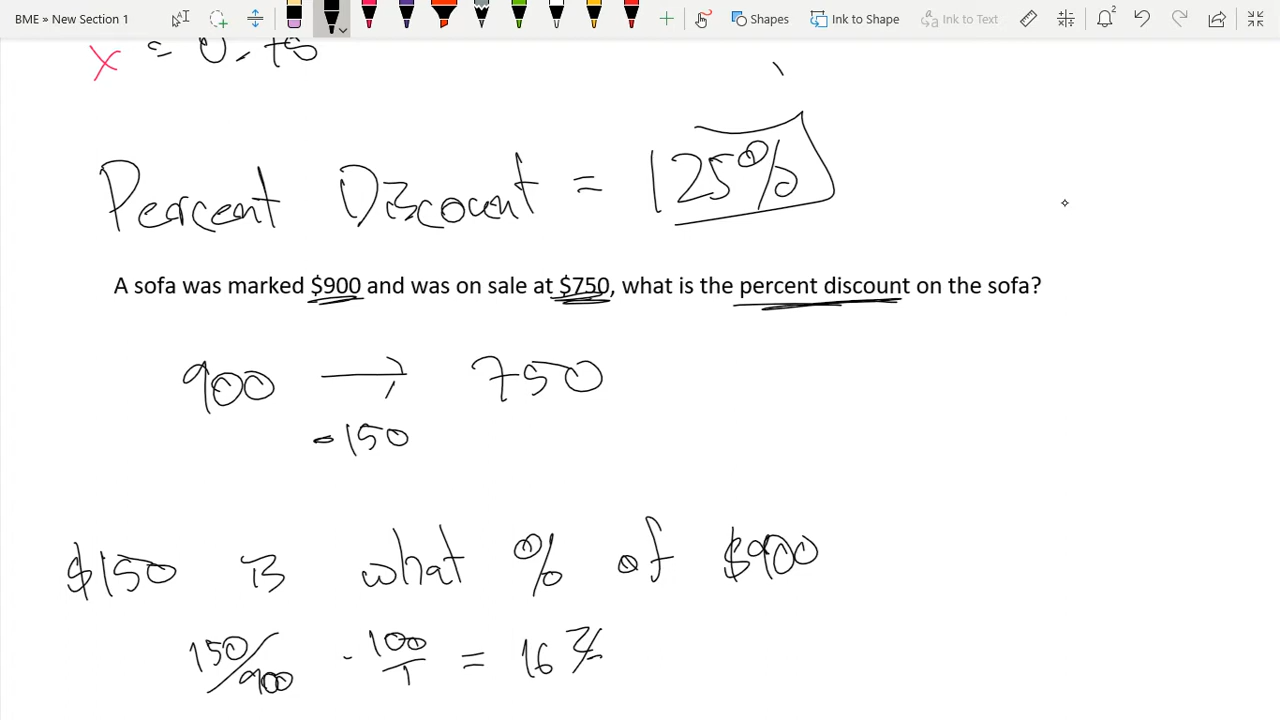 BME » New Section 1
Shapes
Ink to Shape
Ink to Text
x = 0.75
Percent Discount = 25%
A sofa was marked $900 and was on sale at $750, what is the percent discount on the sofa?
900 → 750
-150
$150 is what % of $900
150/900 · 100/1 = 16